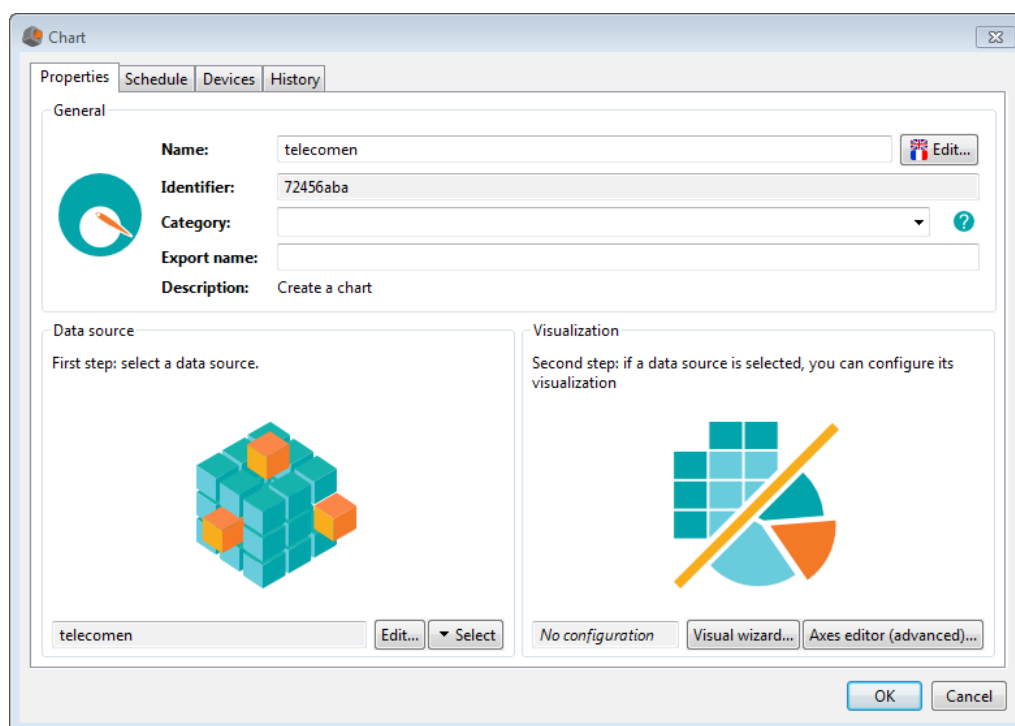 Chart
Properties Schedule Devices History
General
Name: telecomen Edit...
Identifier: 72456aba
Category: ?
Export name:
Description: Create a chart
Data source
First step: select a data source.
telecomen Edit... Select
Visualization
Second step: if a data source is selected, you can configure its
visualization
No configuration Visual wizard... Axes editor (advanced)...
OK Cancel